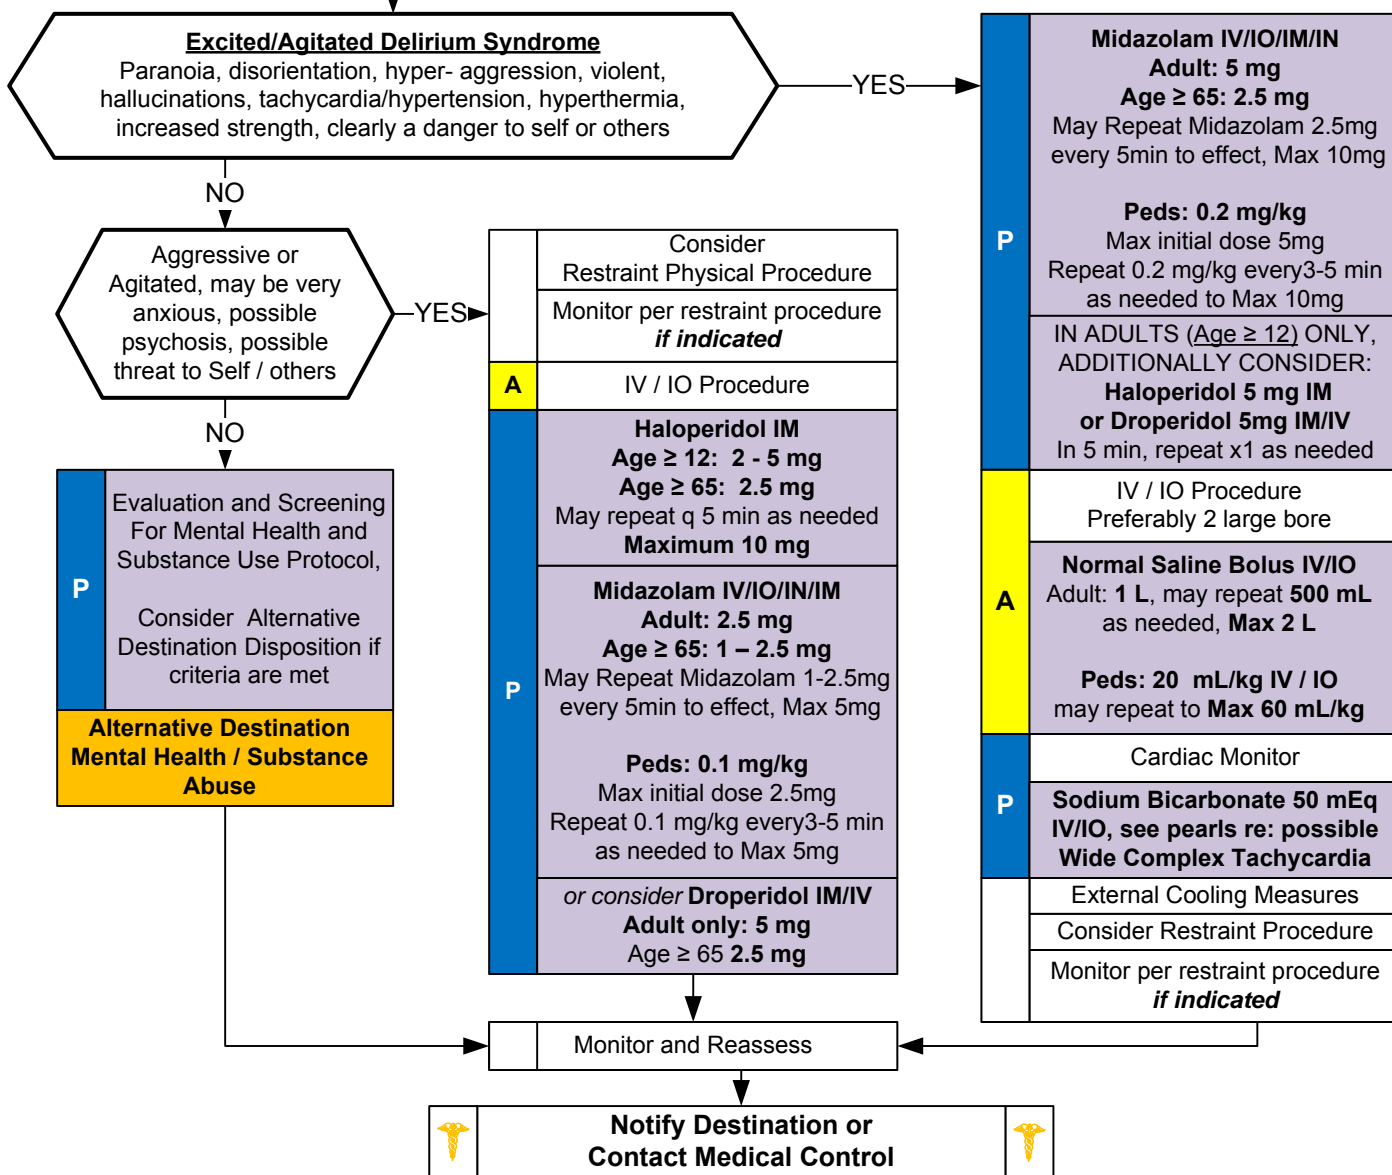 Excited/Agitated Delirium Syndrome
Paranoia, disorientation, hyper- aggression, violent,
hallucinations, tachycardia/hypertension, hyperthermia,
increased strength, clearly a danger to self or others
YES
NO
Aggressive or
Agitated, may be very
anxious, possible
psychosis, possible
threat to Self / others
YES
NO
P
Evaluation and Screening
For Mental Health and
Substance Use Protocol,
Consider Alternative
Destination Disposition if
criteria are met
Alternative Destination
Mental Health / Substance
Abuse
Consider
Restraint Physical Procedure
Monitor per restraint procedure
if indicated
A
IV / IO Procedure
P
Haloperidol IM
Age ≥ 12: 2 - 5 mg
Age ≥ 65: 2.5 mg
May repeat q 5 min as needed
Maximum 10 mg
Midazolam IV/IO/IN/IM
Adult: 2.5 mg
Age ≥ 65: 1 – 2.5 mg
May Repeat Midazolam 1-2.5mg
every 5min to effect, Max 5mg
Peds: 0.1 mg/kg
Max initial dose 2.5mg
Repeat 0.1 mg/kg every3-5 min
as needed to Max 5mg
or consider Droperidol IM/IV
Adult only: 5 mg
Age ≥ 65 2.5 mg
P
Midazolam IV/IO/IM/IN
Adult: 5 mg
Age ≥ 65: 2.5 mg
May Repeat Midazolam 2.5mg
every 5min to effect, Max 10mg
Peds: 0.2 mg/kg
Max initial dose 5mg
Repeat 0.2 mg/kg every3-5 min
as needed to Max 10mg
IN ADULTS (Age ≥ 12) ONLY,
ADDITIONALLY CONSIDER:
Haloperidol 5 mg IM
or Droperidol 5mg IM/IV
In 5 min, repeat x1 as needed
A
IV / IO Procedure
Preferably 2 large bore
Normal Saline Bolus IV/IO
Adult: 1 L, may repeat 500 mL
as needed, Max 2 L
Peds: 20 mL/kg IV / IO
may repeat to Max 60 mL/kg
P
Cardiac Monitor
Sodium Bicarbonate 50 mEq
IV/IO, see pearls re: possible
Wide Complex Tachycardia
External Cooling Measures
Consider Restraint Procedure
Monitor per restraint procedure
if indicated
Monitor and Reassess
Notify Destination or
Contact Medical Control